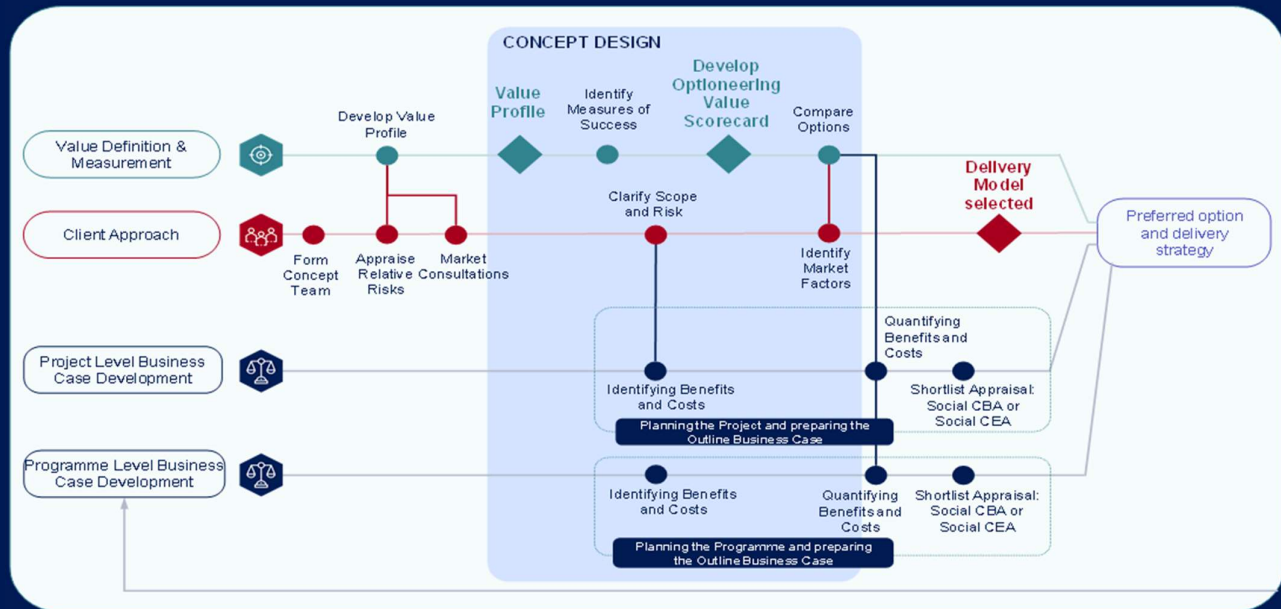 CONCEPT DESIGN
Value
Profile
Identify
Measures of
Success
Develop
Optioneering
Value
Scorecard
Compare
Options
Develop Value
Profile
Value Definition &
Measurement
Delivery
Model
selected
Clarify Scope
and Risk
Client Approach
Form
Concept
Team
Appraise
Relative
Risks
Market
Consultations
Identify
Market
Factors
Preferred option
and delivery
strategy
Quantifying
Benefits and
Costs
Project Level Business
Case Development
Identifying Benefits
and Costs
Shortlist Appraisal:
Social CBA or
Social CEA
Planning the Project and preparing the
Outline Business Case
Programme Level Business
Case Development
Identifying Benefits
and Costs
Quantifying
Benefits and
Costs
Shortlist Appraisal:
Social CBA or
Social CEA
Planning the Programme and preparing
the Outline Business Case